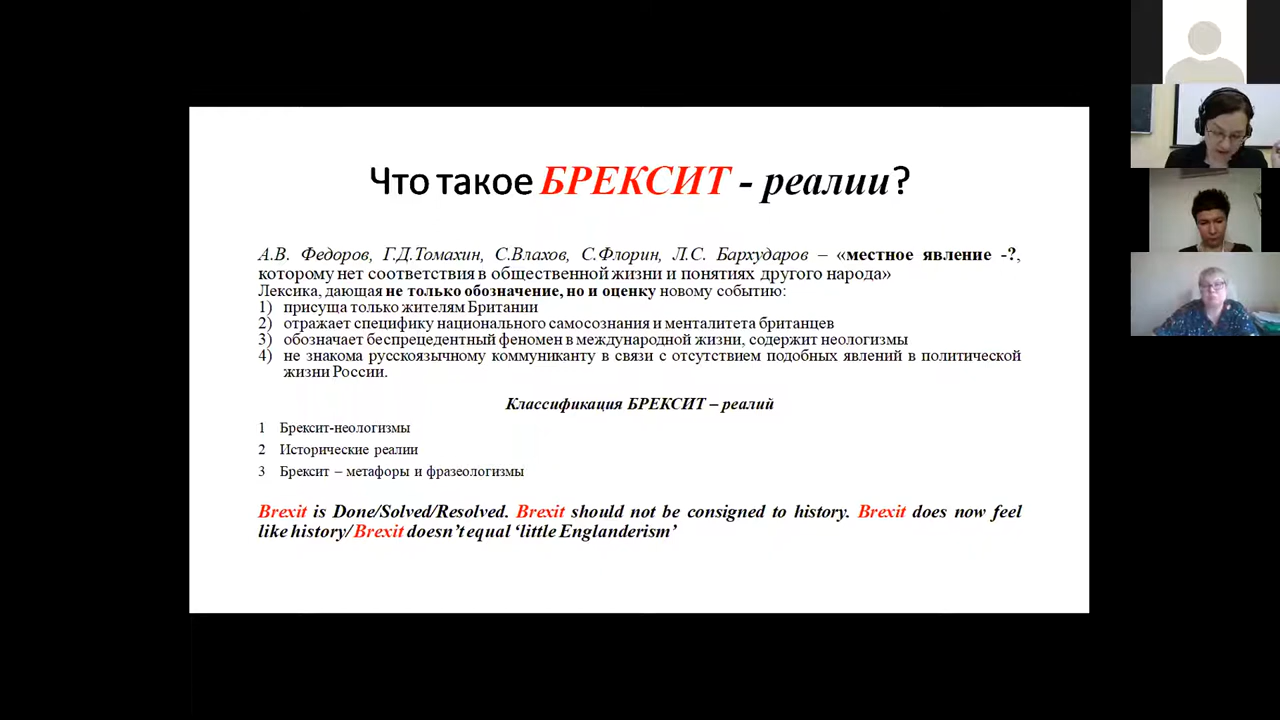 Что такое БРЕКСИТ - реалии?
А.В. Федоров, Г.Д.Томахин, С.Влахов, С.Флорин, Л.С. Бархударов – «местное явление -?,
которому нет соответствия в общественной жизни и понятиях другого народа»
Лексика, дающая не только обозначение, но и оценку новому событию:
1) присуща только жителям Британии
2) отражает специфику национального самосознания и менталитета британцев
3) обозначает беспрецедентный феномен в международной жизни, содержит неологизмы
4) не знакома русскоязычному коммуниканту в связи с отсутствием подобных явлений в политической
жизни России.
Классификация БРЕКСИТ – реалий
1 Брексит-неологизмы
2 Исторические реалии
3 Брексит – метафоры и фразеологизмы
Brexit is Done/Solved/Resolved. Brexit should not be consigned to history. Brexit does now feel
like history/ Brexit doesn’t equal ‘little Englanderism’